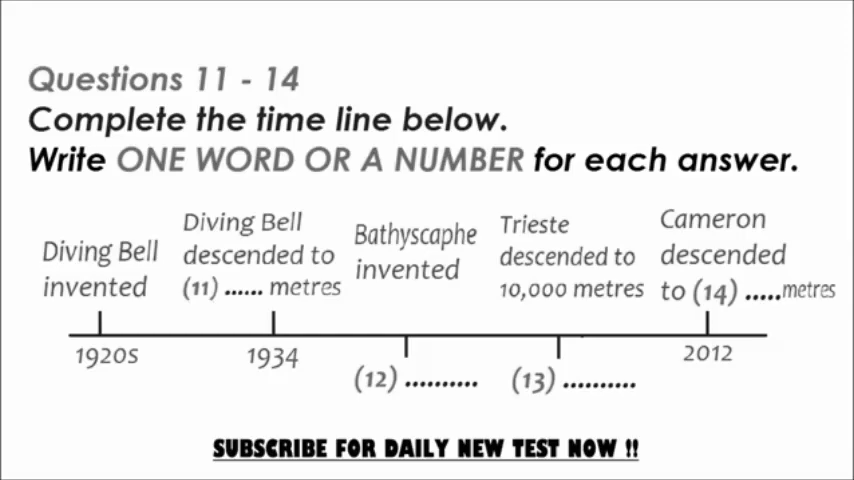 Questions 11 - 14
Complete the time line below.
Write ONE WORD OR A NUMBER for each answer.
Diving Bell
invented
Diving Bell
descended to
(11) ...... metres
Bathyscaphe
invented
Trieste
descended to
10,000 metres
Cameron
descended
to (14) .....metres
1920s
1934
(12) ..........
(13) ..........
2012
SUBSCRIBE FOR DAILY NEW TEST NOW !!